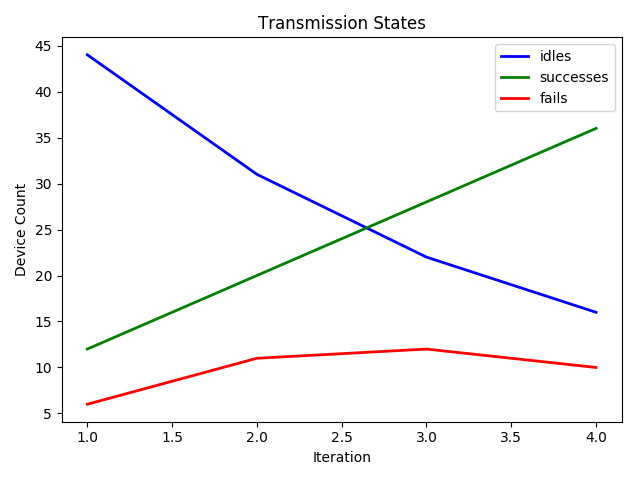 Transmission States
45
40
35
30
25
20
15
10
5
Device Count
idles
successes
fails
1.0 1.5 2.0 2.5 3.0 3.5 4.0
Iteration